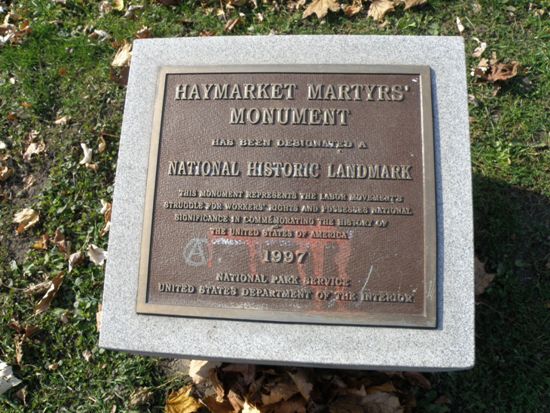 HAYMARKET MARTYRS'
MONUMENT
HAS BEEN DESIGNATED A
NATIONAL HISTORIC LANDMARK
THIS MONUMENT REPRESENTS THE LABOR MOVEMENT'S
STRUGGLE FOR WORKERS' RIGHTS AND POSSESSES NATIONAL
SIGNIFICANCE IN COMMEMORATING THE HISTORY OF
THE UNITED STATES OF AMERICA
1997
NATIONAL PARK SERVICE
UNITED STATES DEPARTMENT OF THE INTERIOR